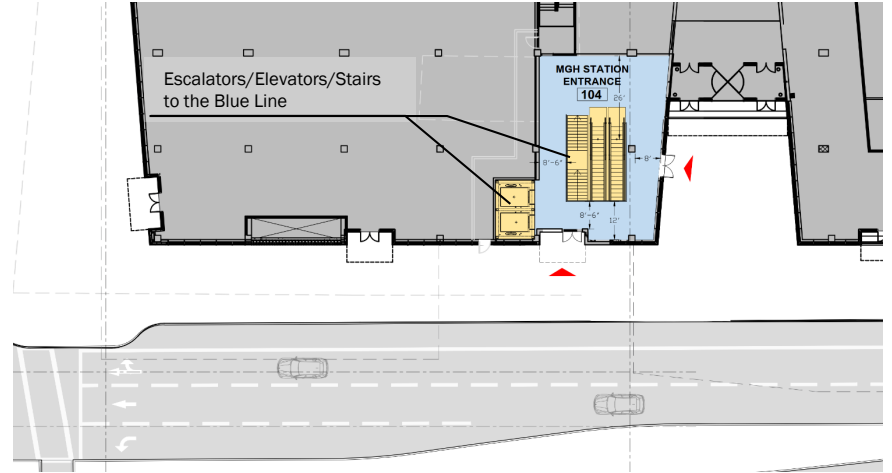 MGH STATION
ENTRANCE
104
26'
Escalators/Elevators/Stairs
to the Blue Line
8'-6"
8'
8'-6"
12'